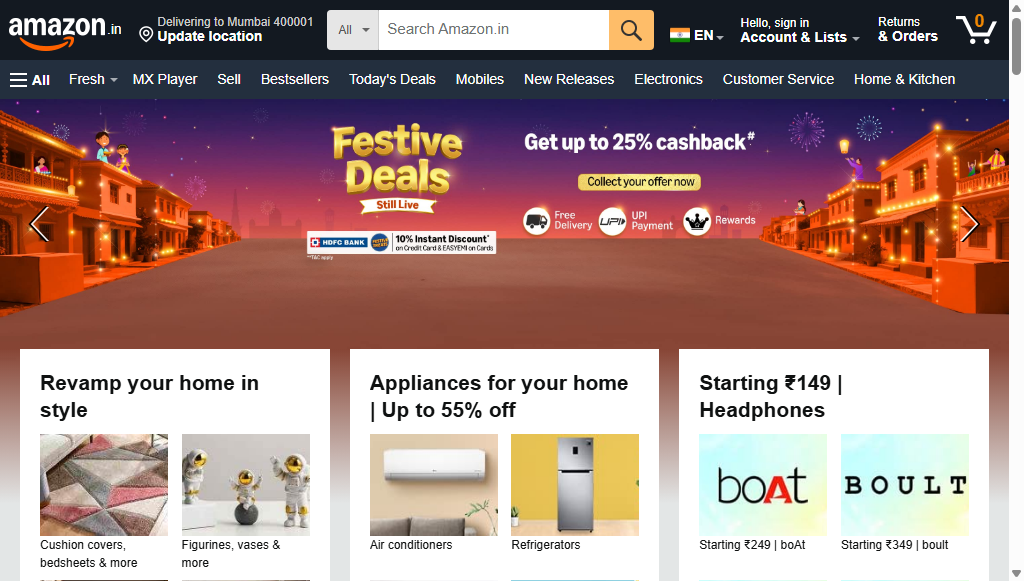 amazon.in
Delivering to Mumbai 400001
Update location
All
Search Amazon.in
EN
Hello, sign in
Account & Lists
Returns
& Orders
0
All
Fresh
MX Player
Sell
Bestsellers
Today's Deals
Mobiles
New Releases
Electronics
Customer Service
Home & Kitchen
Festive
Deals
Still Live
HDFC BANK
10% Instant Discount*
on Credit Card & EASYEMI on Cards
**T&C apply
Get up to 25% cashback#
Collect your offer now
Free
Delivery
UPI
UPI
Payment
Rewards
Revamp your home in
style
Cushion covers,
bedsheets & more
Figurines, vases &
more
Appliances for your home
| Up to 55% off
Air conditioners
Refrigerators
Starting ₹149 |
Headphones
boAt
BOULT
Starting ₹249 | boAt
Starting ₹349 | boult